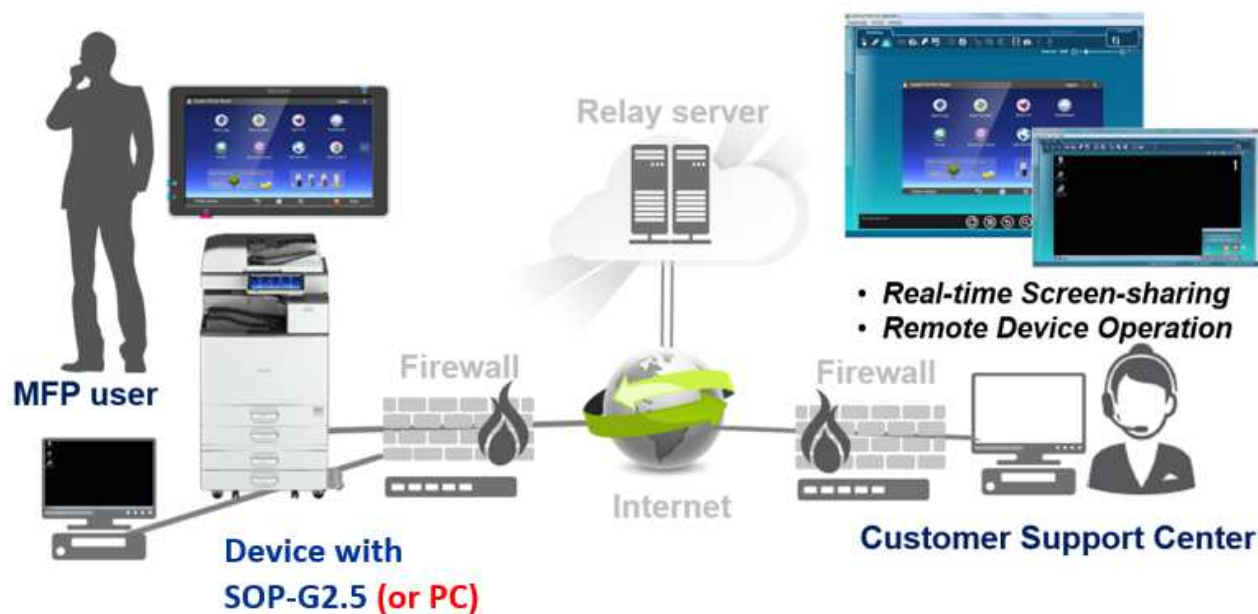 Relay server
• Real-time Screen-sharing
• Remote Device Operation
Firewall
Firewall
MFP user
Internet
Customer Support Center
Device with
SOP-G2.5 (or PC)